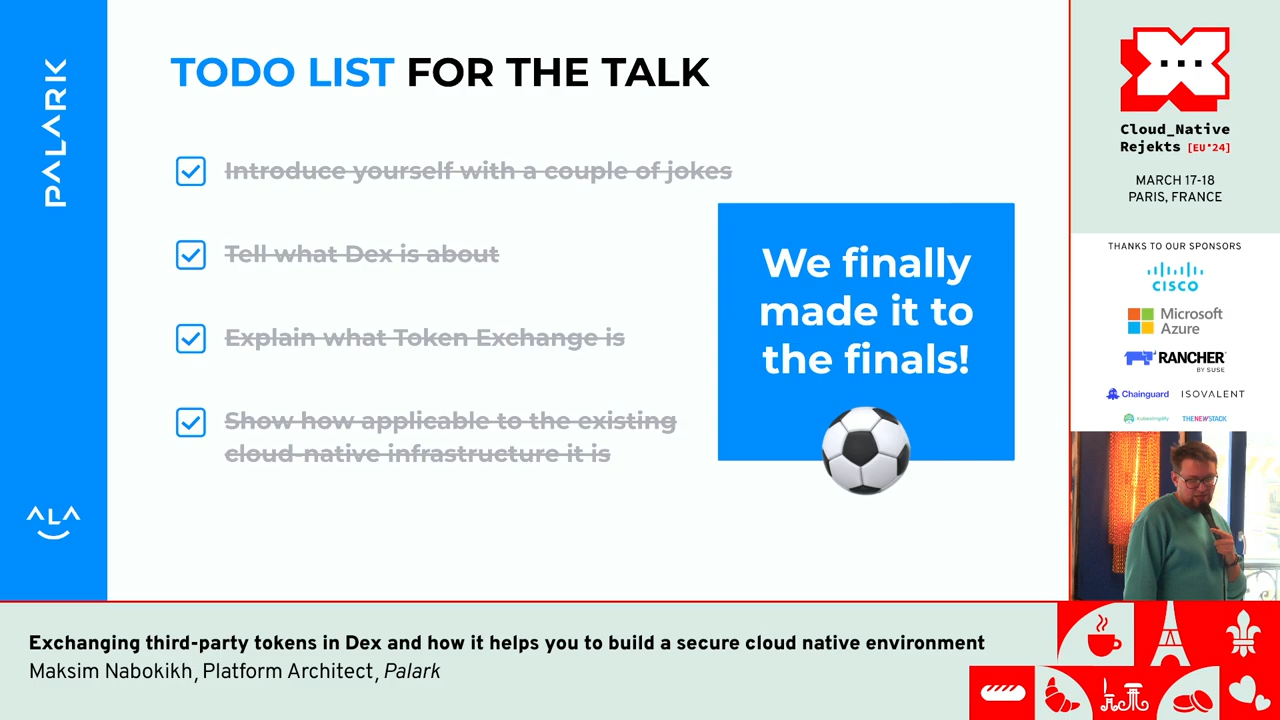 PALARK
TODO LIST FOR THE TALK
Introduce yourself with a couple of jokes
Tell what Dex is about
Explain what Token Exchange is
Show how applicable to the existing
cloud-native infrastructure it is
We finally
made it to
the finals!
Cloud_Native
Rejekts [EU'24]
MARCH 17-18
PARIS, FRANCE
THANKS TO OUR SPONSORS
CISCO
Microsoft
Azure
RANCHER
BY SUSE
Chainguard
ISOVALENT
kubesimplify
THENEWSTACK
Exchanging third-party tokens in Dex and how it helps you to build a secure cloud native environment
Maksim Nabokikh, Platform Architect, Palark